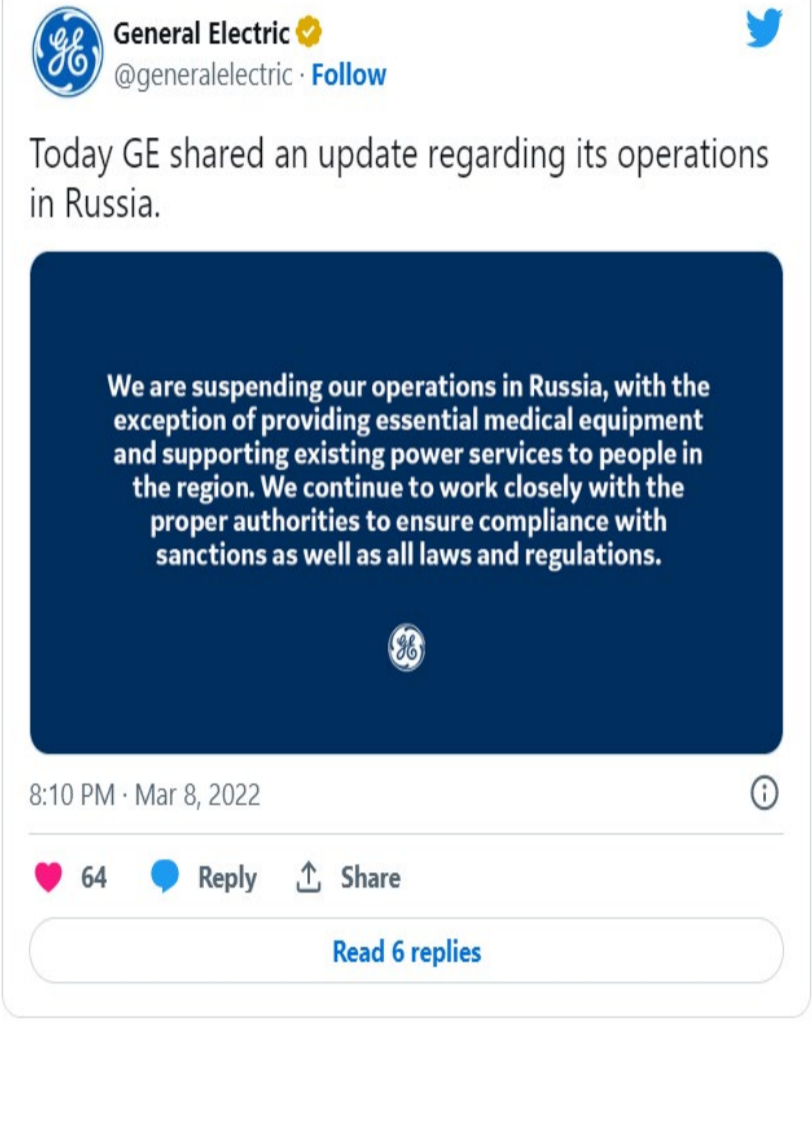 General Electric
@generalelectric · Follow
Today GE shared an update regarding its operations
in Russia.
We are suspending our operations in Russia, with the
exception of providing essential medical equipment
and supporting existing power services to people in
the region. We continue to work closely with the
proper authorities to ensure compliance with
sanctions as well as all laws and regulations.
8:10 PM · Mar 8, 2022
64 Reply Share
Read 6 replies